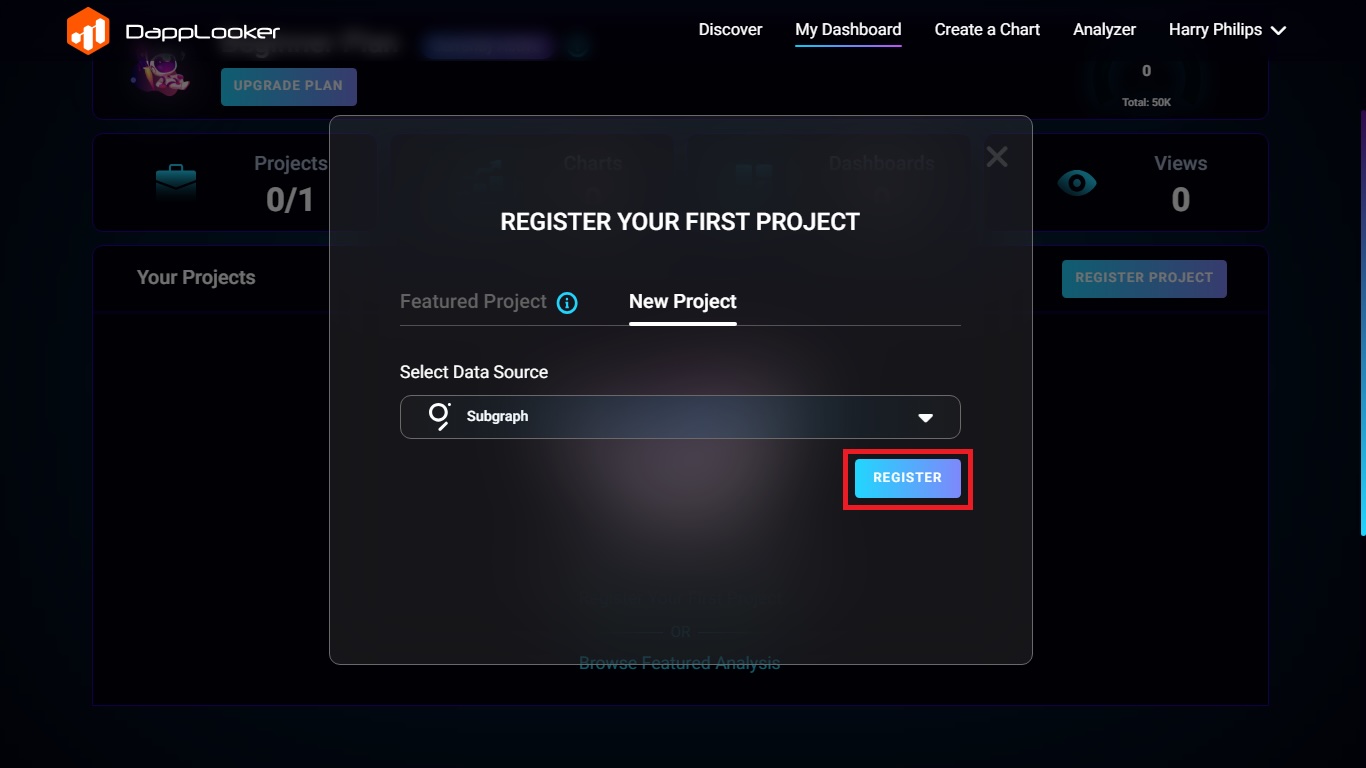 DappLooker
Discover
My Dashboard
Create a Chart
Analyzer
Harry Philips
Beginner Plan
UPGRADE PLAN
0
Total: 50K
Projects
0/1
Charts
Dashboards
Views
0
Your Projects
REGISTER PROJECT
REGISTER YOUR FIRST PROJECT
Featured Project
New Project
Select Data Source
Subgraph
REGISTER
OR
Browse Featured Analysis